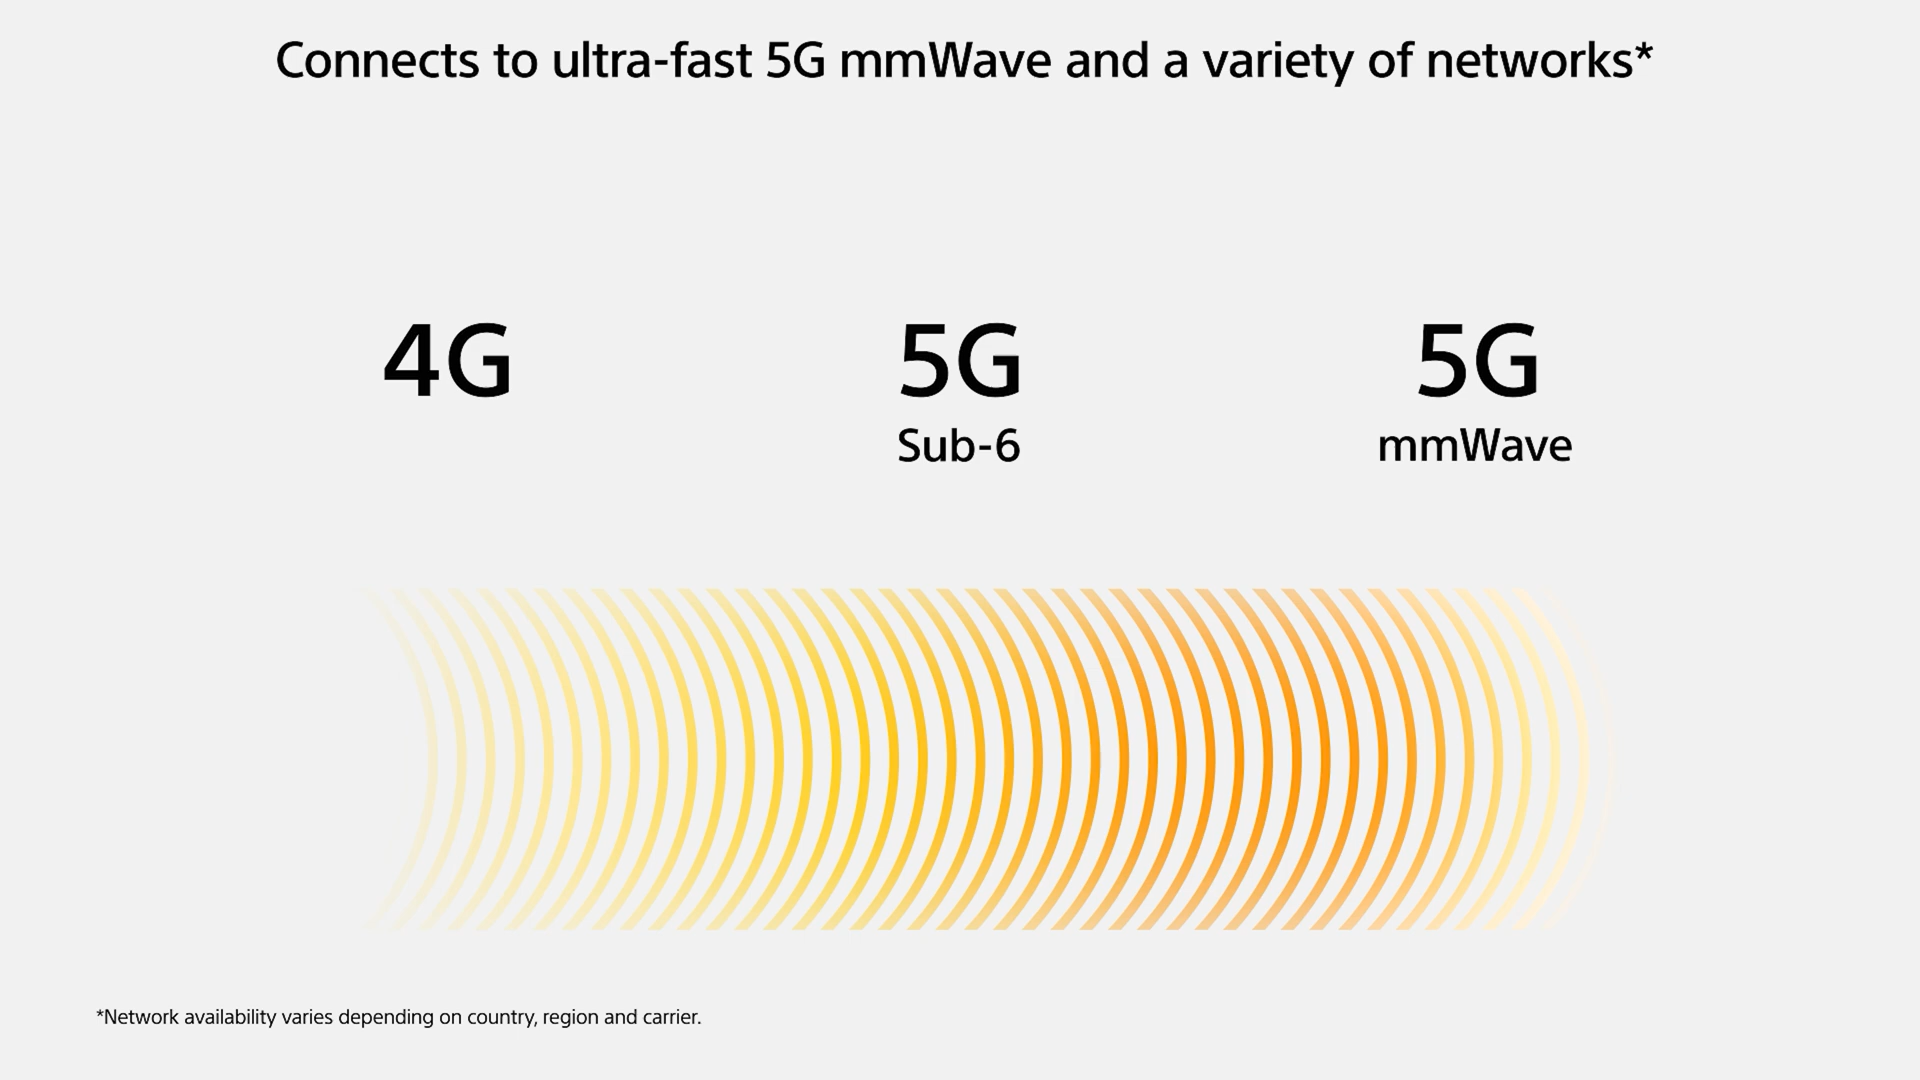 Connects to ultra-fast 5G mmWave and a variety of networks*
4G
5G
Sub-6
5G
mmWave
*Network availability varies depending on country, region and carrier.